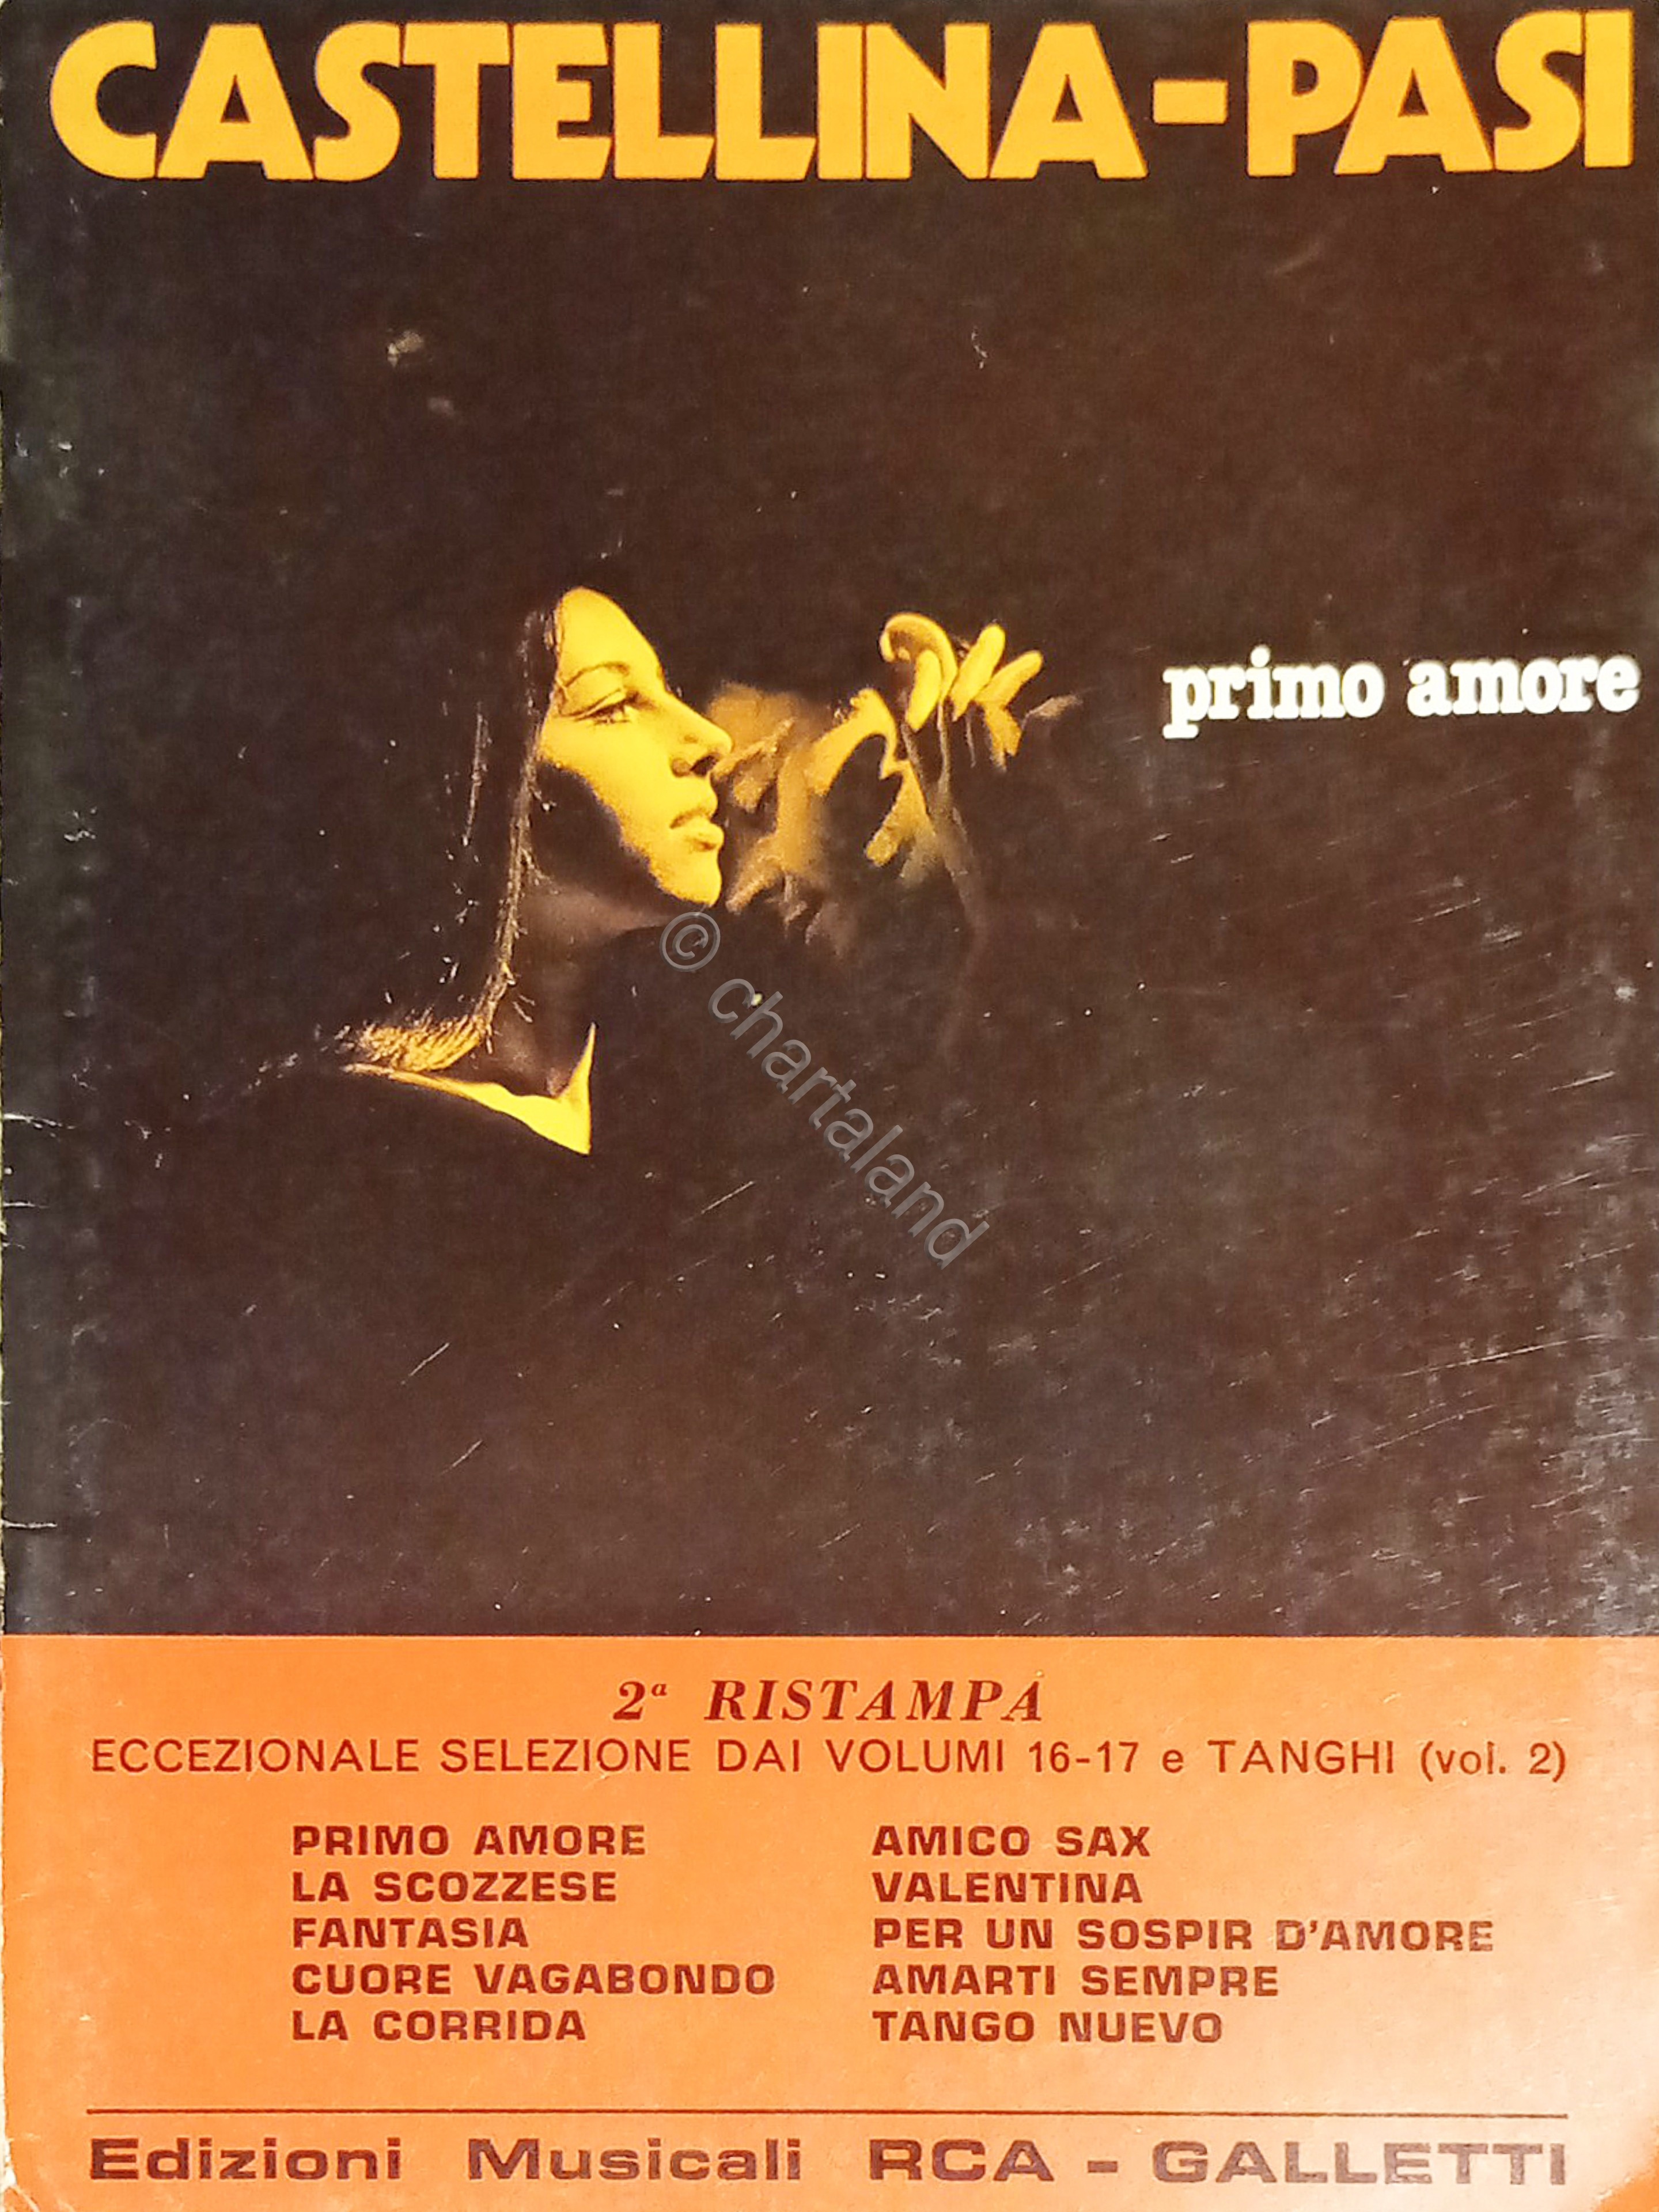 CASTELLINA-PASI
primo amore
© chartaland
2ª RISTAMPA
ECCEZIONALE SELEZIONE DAI VOLUMI 16-17 e TANGHI (vol. 2)
PRIMO AMORE
LA SCOZZESE
FANTASIA
CUORE VAGABONDO
LA CORRIDA
AMICO SAX
VALENTINA
PER UN SOSPIR D'AMORE
AMARTI SEMPRE
TANGO NUEVO
Edizioni Musicali RCA - GALLETTI